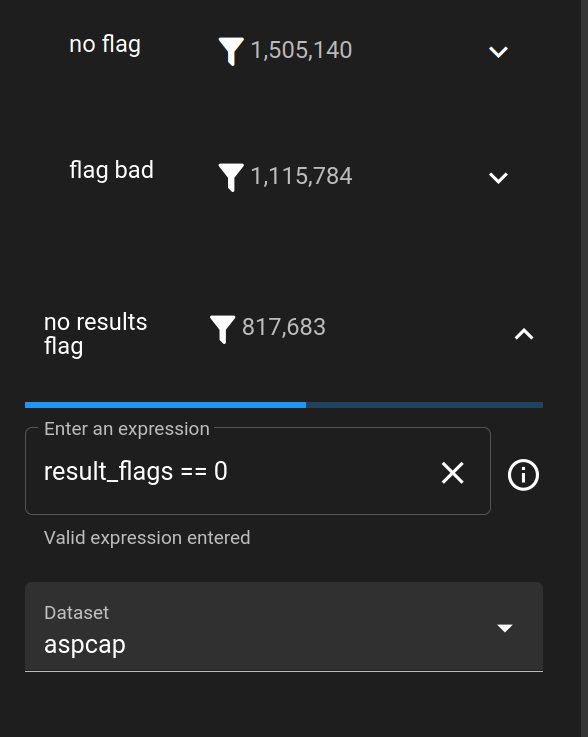 no flag
1,505,140
flag bad
1,115,784
no results
flag
817,683
Enter an expression
result_flags == 0
Valid expression entered
Dataset
aspcap